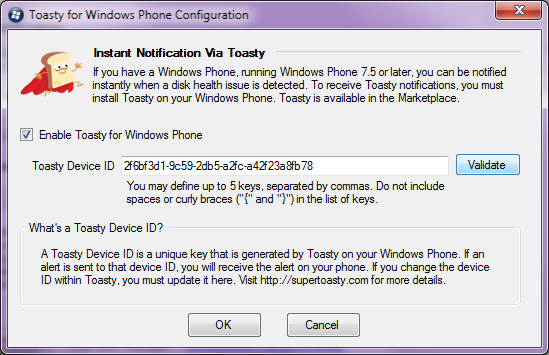 Toasty for Windows Phone Configuration
Instant Notification Via Toasty
If you have a Windows Phone, running Windows Phone 7.5 or later, you can be notified
instantly when a disk health issue is detected. To receive Toasty notifications, you must
install Toasty on your Windows Phone. Toasty is available in the Marketplace.
Enable Toasty for Windows Phone
Toasty Device ID 2f6bf3d1-9c59-2db5-a2fc-a42f23a8fb78 Validate
You may define up to 5 keys, separated by commas. Do not include
spaces or curly braces ("{" and "}") in the list of keys.
What's a Toasty Device ID?
A Toasty Device ID is a unique key that is generated by Toasty on your Windows Phone. If an
alert is sent to that device ID, you will receive the alert on your phone. If you change the device
ID within Toasty, you must update it here. Visit http://supertoasty.com for more details.
OK Cancel